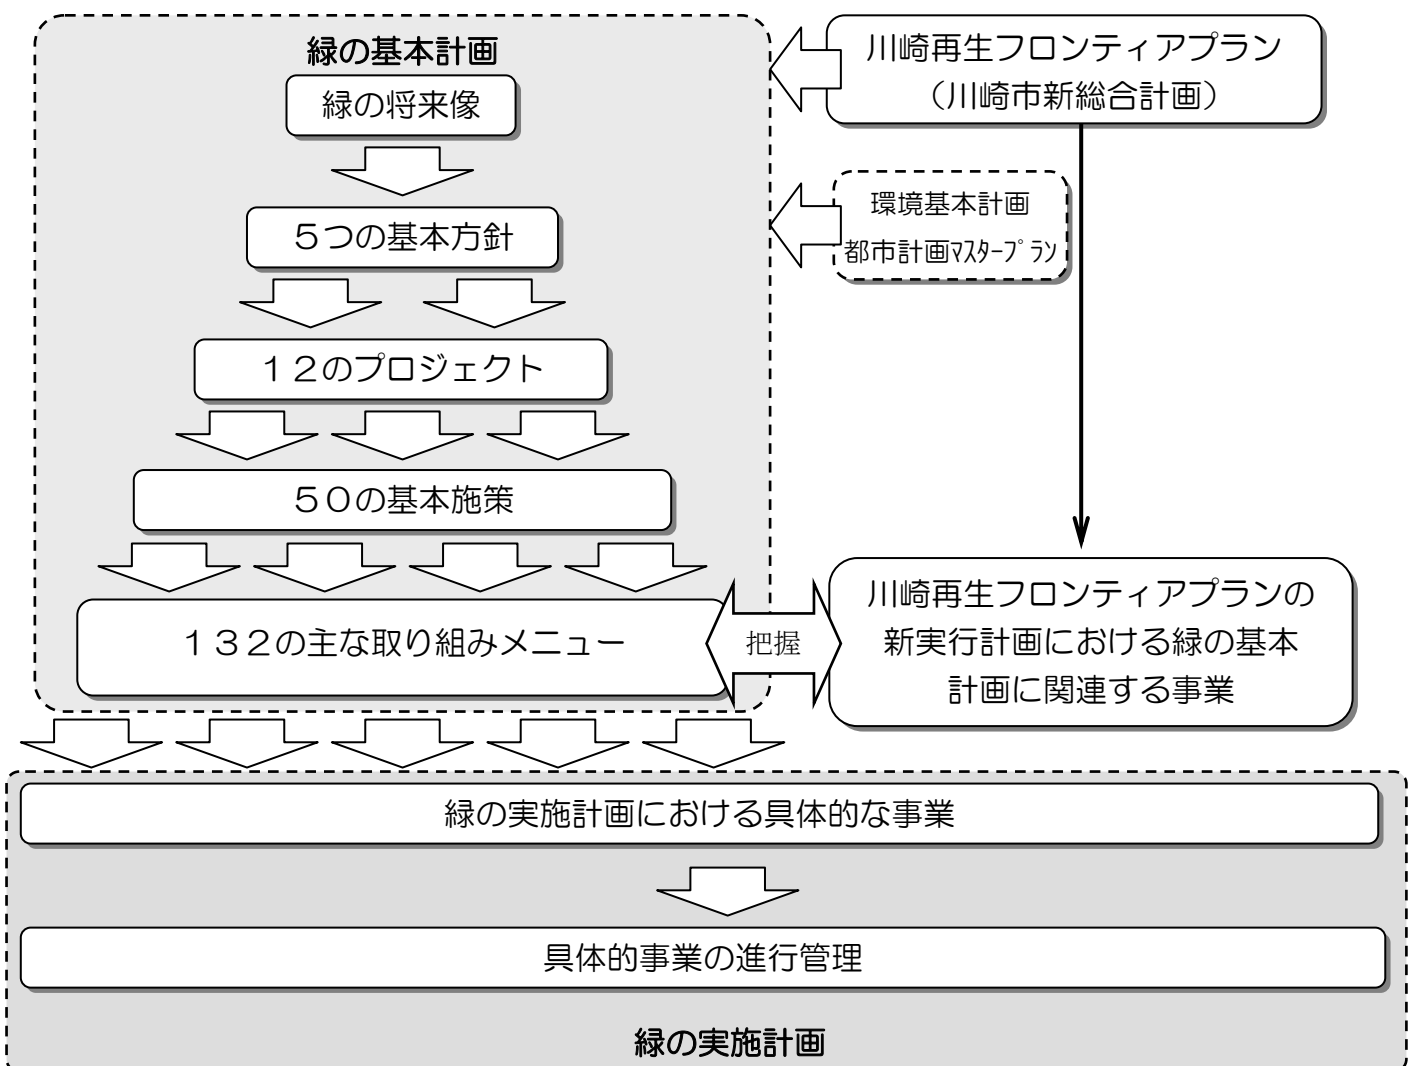 緑の基本計画
緑の将来像
５つの基本方針
１２のプロジェクト
５０の基本施策
１３２の主な取り組みメニュー
川崎再生フロンティアプラン
（川崎市新総合計画）
環境基本計画
都市計画ﾏｽﾀｰﾌﾟﾗﾝ
把握
川崎再生フロンティアプランの
新実行計画における緑の基本
計画に関連する事業
緑の実施計画における具体的な事業
具体的事業の進行管理
緑の実施計画